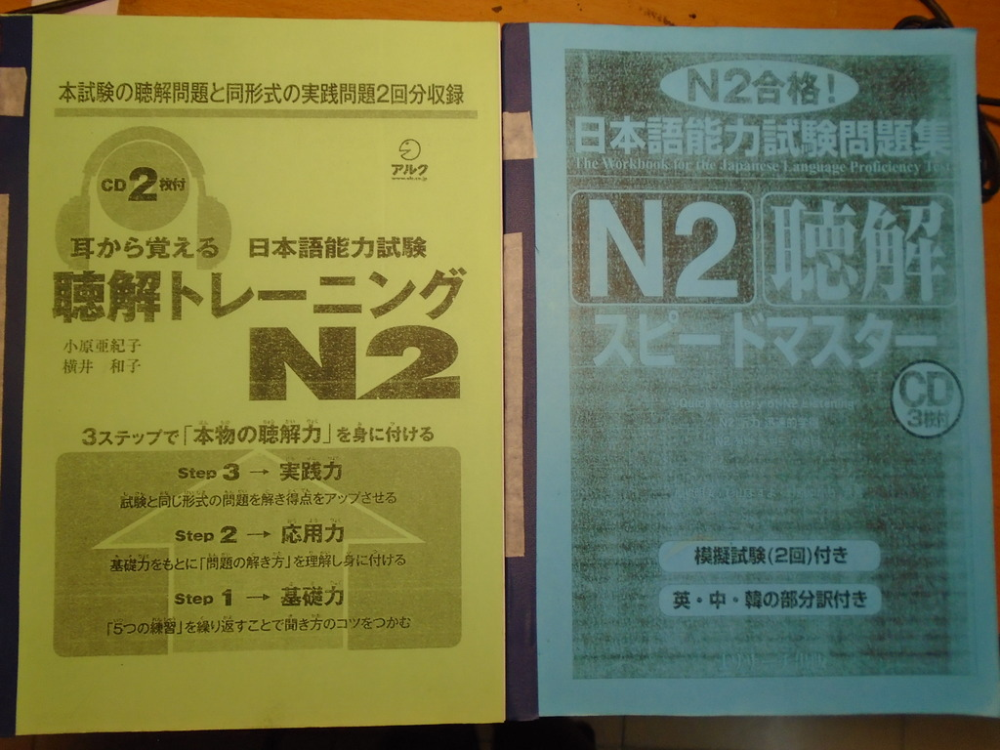 本試験の聴解問題と同形式の実践問題2回分収録
CD2枚付
アルク
www.alc.co.jp
耳から覚える 日本語能力試験
聴解トレーニング
N2
小原亜紀子
横井 和子
3ステップで「本物の聴解力」を身に付ける
Step 3 → 実践力
試験と同じ形式の問題を解き得点をアップさせる
Step 2 → 応用力
基礎力をもとに「問題の解き方」を理解し身に付ける
Step 1 → 基礎力
「5つの練習」を繰り返すことで聞き方のコツをつかむ
N2合格!
日本語能力試験問題集
The Workbook for the Japanese Language Proficiency Test
N2 聴解
スピードマスター
Quick Mastery of N2 Listening
CD
3枚付
模擬試験(2回)付き
英・中・韓の部分訳付き